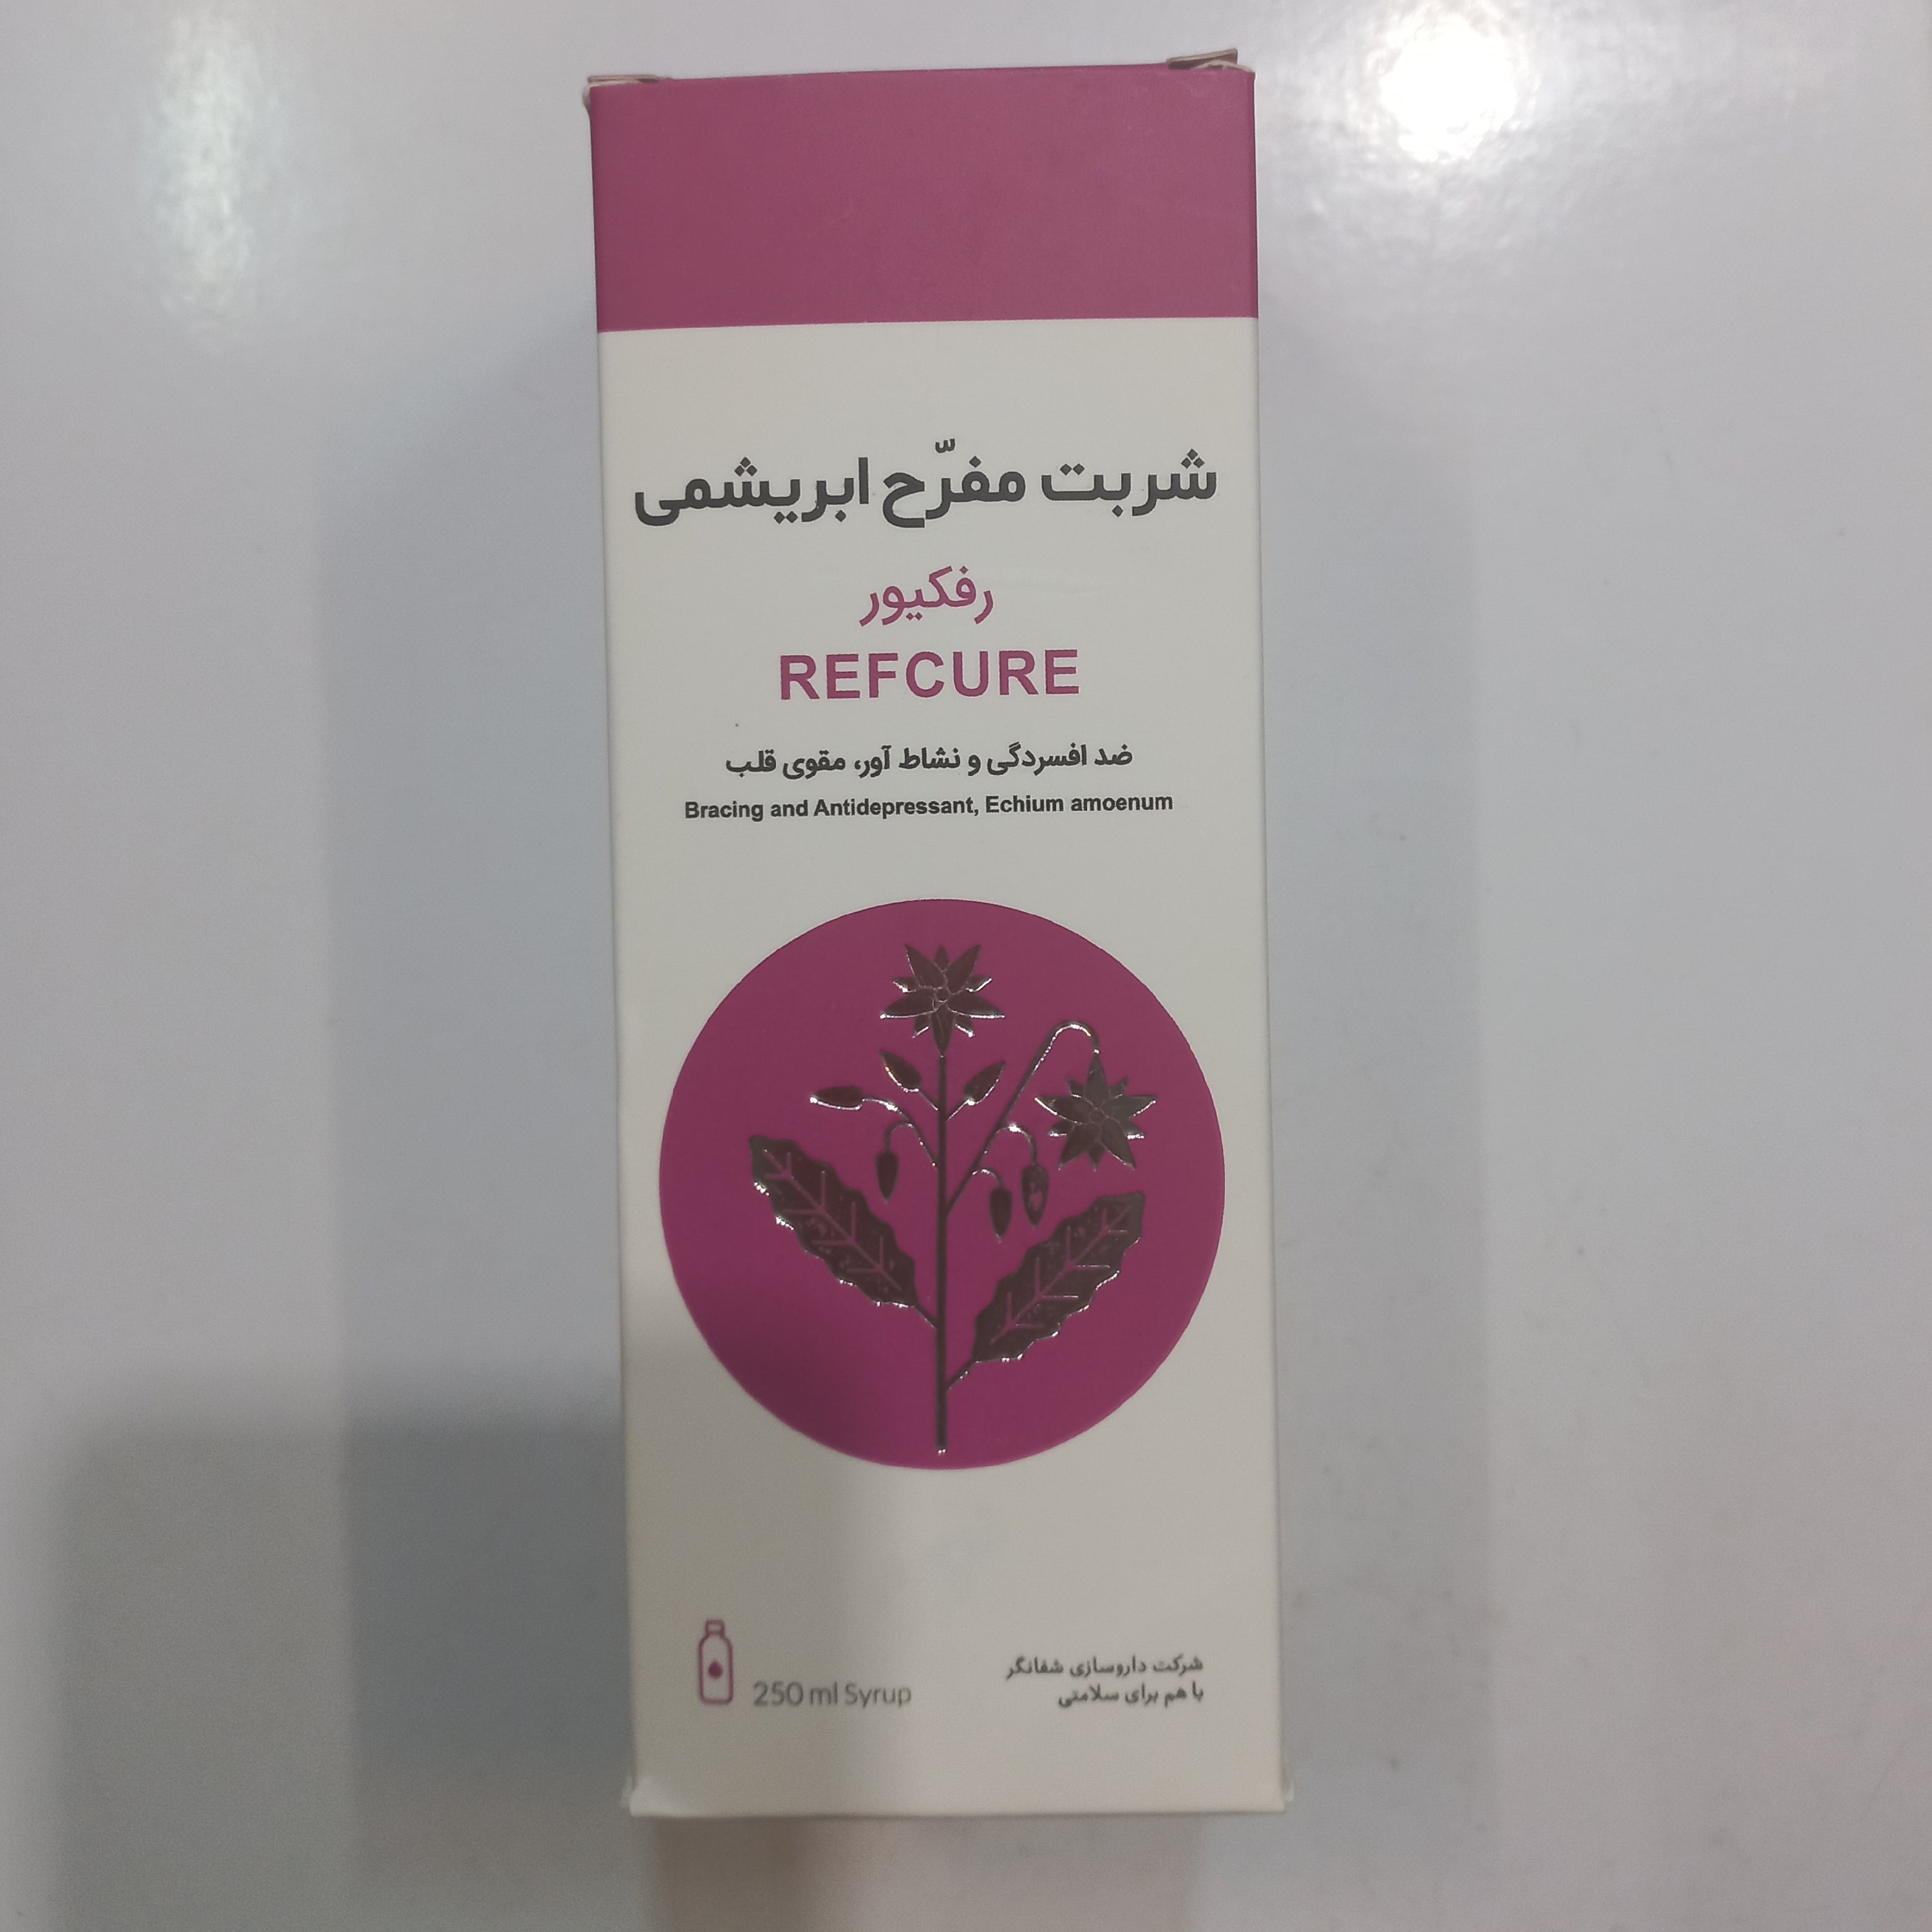 شربت مفرّح ابریشمی
رفکیور
REFCURE
ضد افسردگی و نشاط آور، مقوی قلب
Bracing and Antidepressant, Echium amoenum
250 ml Syrup
شرکت داروسازی شفانگر
با هم برای سلامتی